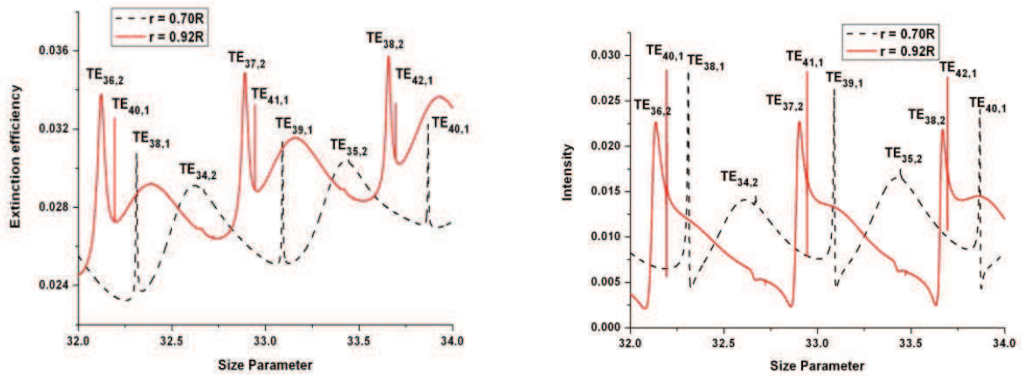 r = 0.70R
r = 0.92R
TE36,2
TE40,1
TE38,1
TE34,2
TE37,2
TE41,1
TE39,1
TE35,2
TE38,2
TE42,1
TE40,1
Extinction efficiency
0.036
0.032
0.028
0.024
32.0
32.5
33.0
33.5
34.0
Size Parameter
r = 0.70R
r = 0.92R
TE40,1
TE38,1
TE36,2
TE34,2
TE41,1
TE37,2
TE39,1
TE35,2
TE42,1
TE38,2
TE40,1
Intensity
0.030
0.025
0.020
0.015
0.010
0.005
0.000
32.0
32.5
33.0
33.5
34.0
Size Parameter